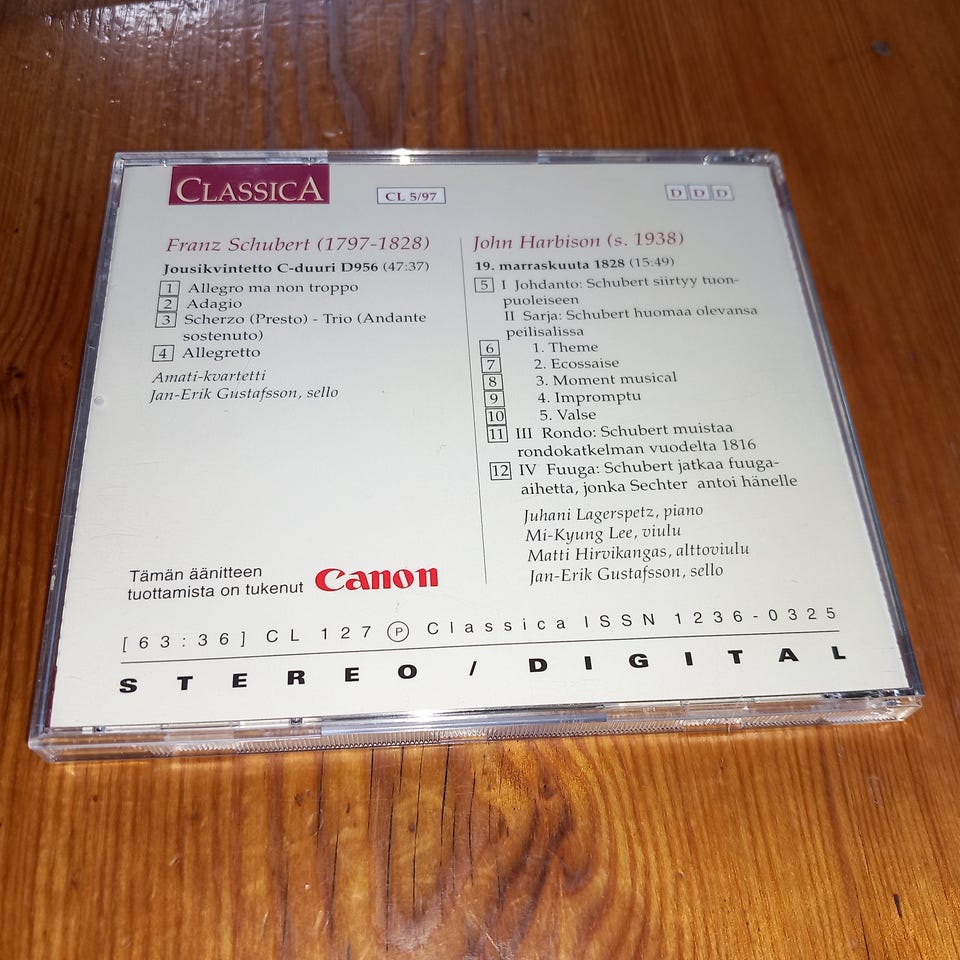 CLASSICA
CL 5/97
D D D
Franz Schubert (1797-1828)
Jousikvintetto C-duuri D956 (47:37)
1 Allegro ma non troppo
2 Adagio
3 Scherzo (Presto) - Trio (Andante
sostenuto)
4 Allegretto
Amati-kvartetti
Jan-Erik Gustafsson, sello
John Harbison (s. 1938)
19. marraskuuta 1828 (15:49)
5 I Johdanto: Schubert siirtyy tuon-
puoleiseen
II Sarja: Schubert huomaa olevansa
peilisalissa
6 1. Theme
7 2. Ecossaise
8 3. Moment musical
9 4. Impromptu
10 5. Valse
11 III Rondo: Schubert muistaa
rondokatkelman vuodelta 1816
12 IV Fuuga: Schubert jatkaa fuuga-
aihetta, jonka Sechter antoi hänelle
Juhani Lagerspetz, piano
Mi-Kyung Lee, viulu
Matti Hirvikangas, alttoviulu
Jan-Erik Gustafsson, sello
Tämän äänitteen
tuottamista on tukenut Canon
[63:36] CL 127 Ⓟ Classica ISSN 1236-0325
STEREO / DIGITAL